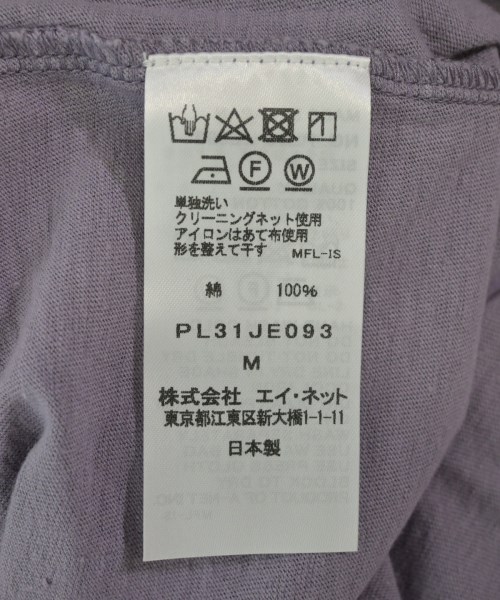 F W
単独洗い
クリーニングネット使用
アイロンはあて布使用
形を整えて干す MFL-IS
綿 100%
PL31JE093
M
株式会社 エイ・ネット
東京都江東区新大橋1-1-11
日本製